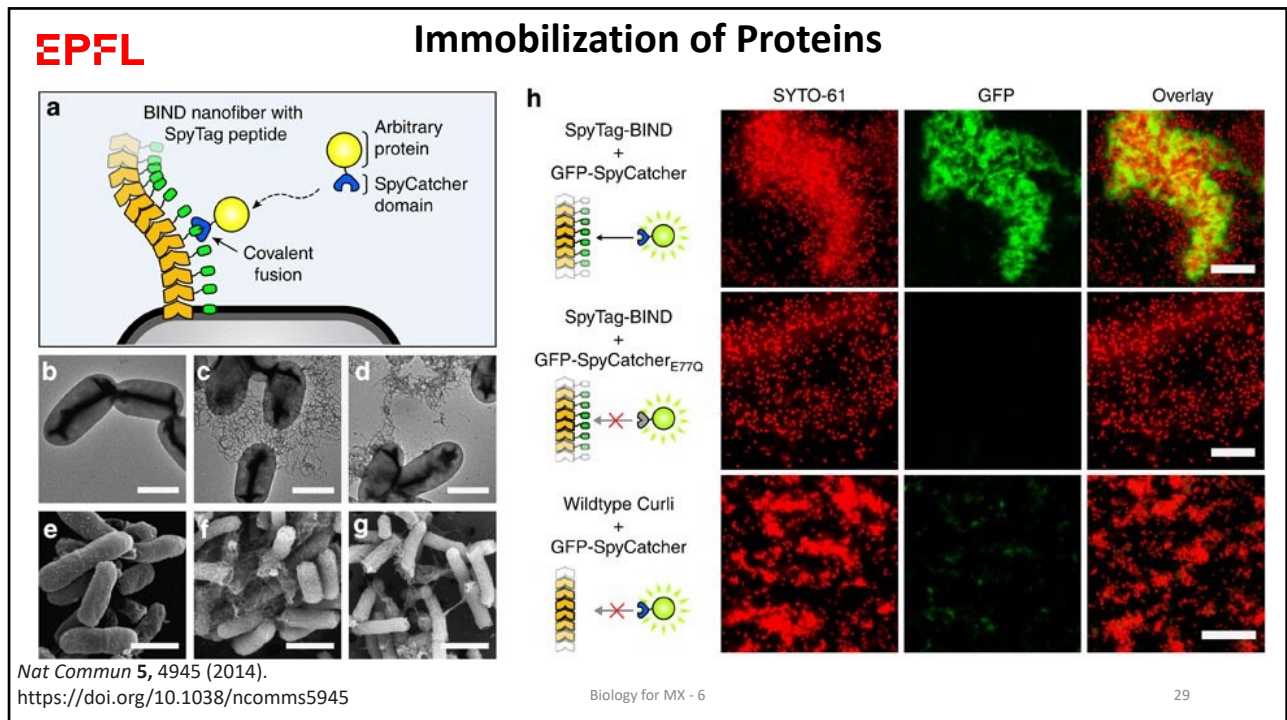 EPFL
Immobilization of Proteins
a
BIND nanofiber with
SpyTag peptide
Arbitrary
protein
SpyCatcher
domain
Covalent
fusion
b
c
d
e
f
g
h
SYTO-61
GFP
Overlay
SpyTag-BIND
+
GFP-SpyCatcher
SpyTag-BIND
+
GFP-SpyCatcherE77Q
Wildtype Curli
+
GFP-SpyCatcher
Nat Commun 5, 4945 (2014).
https://doi.org/10.1038/ncomms5945
Biology for MX - 6
29